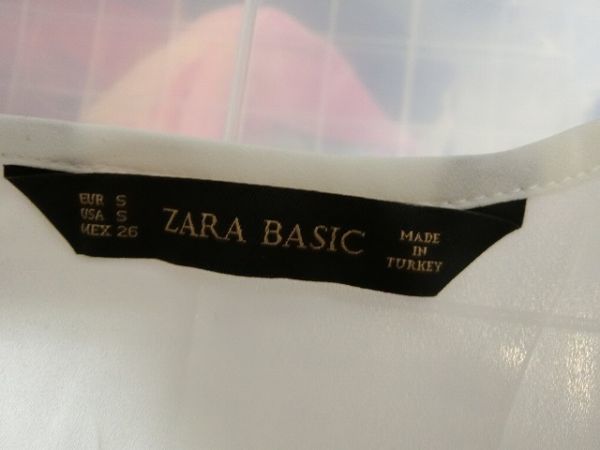 EUR S
USA S
MEX 26
ZARA BASIC
MADE
IN
TURKEY